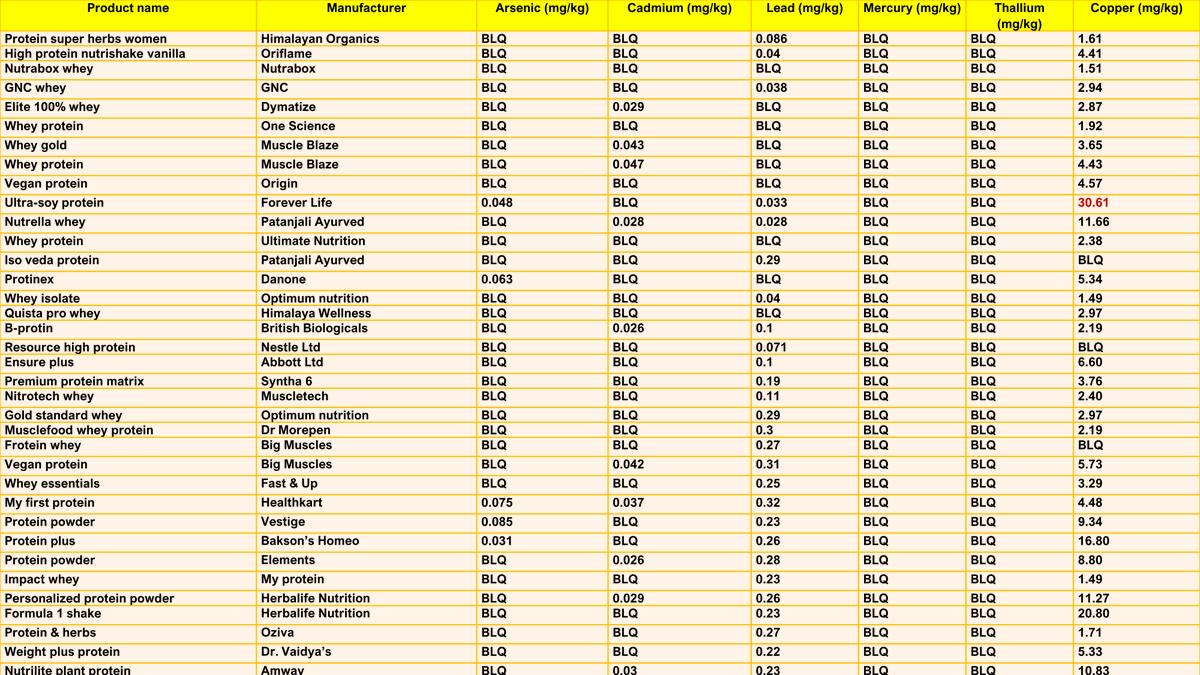 Product name Manufacturer Arsenic (mg/kg) Cadmium (mg/kg) Lead (mg/kg) Mercury (mg/kg) Thallium (mg/kg) Copper (mg/kg)
Protein super herbs women Himalayan Organics BLQ BLQ 0.086 BLQ BLQ 1.61
High protein nutrishake vanilla Oriflame BLQ BLQ 0.04 BLQ BLQ 4.41
Nutrabox whey Nutrabox BLQ BLQ BLQ BLQ BLQ 1.51
GNC whey GNC BLQ BLQ 0.038 BLQ BLQ 2.94
Elite 100% whey Dymatize BLQ 0.029 BLQ BLQ BLQ 2.87
Whey protein One Science BLQ BLQ BLQ BLQ BLQ 1.92
Whey gold Muscle Blaze BLQ 0.043 BLQ BLQ BLQ 3.65
Whey protein Muscle Blaze BLQ 0.047 BLQ BLQ BLQ 4.43
Vegan protein Origin BLQ BLQ BLQ BLQ BLQ 4.57
Ultra-soy protein Forever Life 0.048 BLQ 0.033 BLQ BLQ 30.61
Nutrella whey Patanjali Ayurved BLQ 0.028 0.028 BLQ BLQ 11.66
Whey protein Ultimate Nutrition BLQ BLQ BLQ BLQ BLQ 2.38
Iso veda protein Patanjali Ayurved BLQ BLQ 0.29 BLQ BLQ BLQ
Protinex Danone 0.063 BLQ BLQ BLQ BLQ 5.34
Whey isolate Optimum nutrition BLQ BLQ 0.04 BLQ BLQ 1.49
Quista pro whey Himalaya Wellness BLQ BLQ BLQ BLQ BLQ 2.97
B-protin British Biologicals BLQ 0.026 0.1 BLQ BLQ 2.19
Resource high protein Nestle Ltd BLQ BLQ 0.071 BLQ BLQ BLQ
Ensure plus Abbott Ltd BLQ BLQ 0.1 BLQ BLQ 6.60
Premium protein matrix Syntha 6 BLQ BLQ 0.19 BLQ BLQ 3.76
Nitrotech whey Muscletech BLQ BLQ 0.11 BLQ BLQ 2.40
Gold standard whey Optimum nutrition BLQ BLQ 0.29 BLQ BLQ 2.97
Musclefood whey protein Dr Morepen BLQ BLQ 0.3 BLQ BLQ 2.19
Frotein whey Big Muscles BLQ BLQ 0.27 BLQ BLQ BLQ
Vegan protein Big Muscles BLQ 0.042 0.31 BLQ BLQ 5.73
Whey essentials Fast & Up BLQ BLQ 0.25 BLQ BLQ 3.29
My first protein Healthkart 0.075 0.037 0.32 BLQ BLQ 4.48
Protein powder Vestige 0.085 BLQ 0.23 BLQ BLQ 9.34
Protein plus Bakson’s Homeo 0.031 BLQ 0.26 BLQ BLQ 16.80
Protein powder Elements BLQ 0.026 0.28 BLQ BLQ 8.80
Impact whey My protein BLQ BLQ 0.23 BLQ BLQ 1.49
Personalized protein powder Herbalife Nutrition BLQ 0.029 0.26 BLQ BLQ 11.27
Formula 1 shake Herbalife Nutrition BLQ BLQ 0.23 BLQ BLQ 20.80
Protein & herbs Oziva BLQ BLQ 0.27 BLQ BLQ 1.71
Weight plus protein Dr. Vaidya’s BLQ BLQ 0.22 BLQ BLQ 5.33
Nutrilite plant protein Amway BLQ 0.03 0.23 BLQ BLQ 10.83